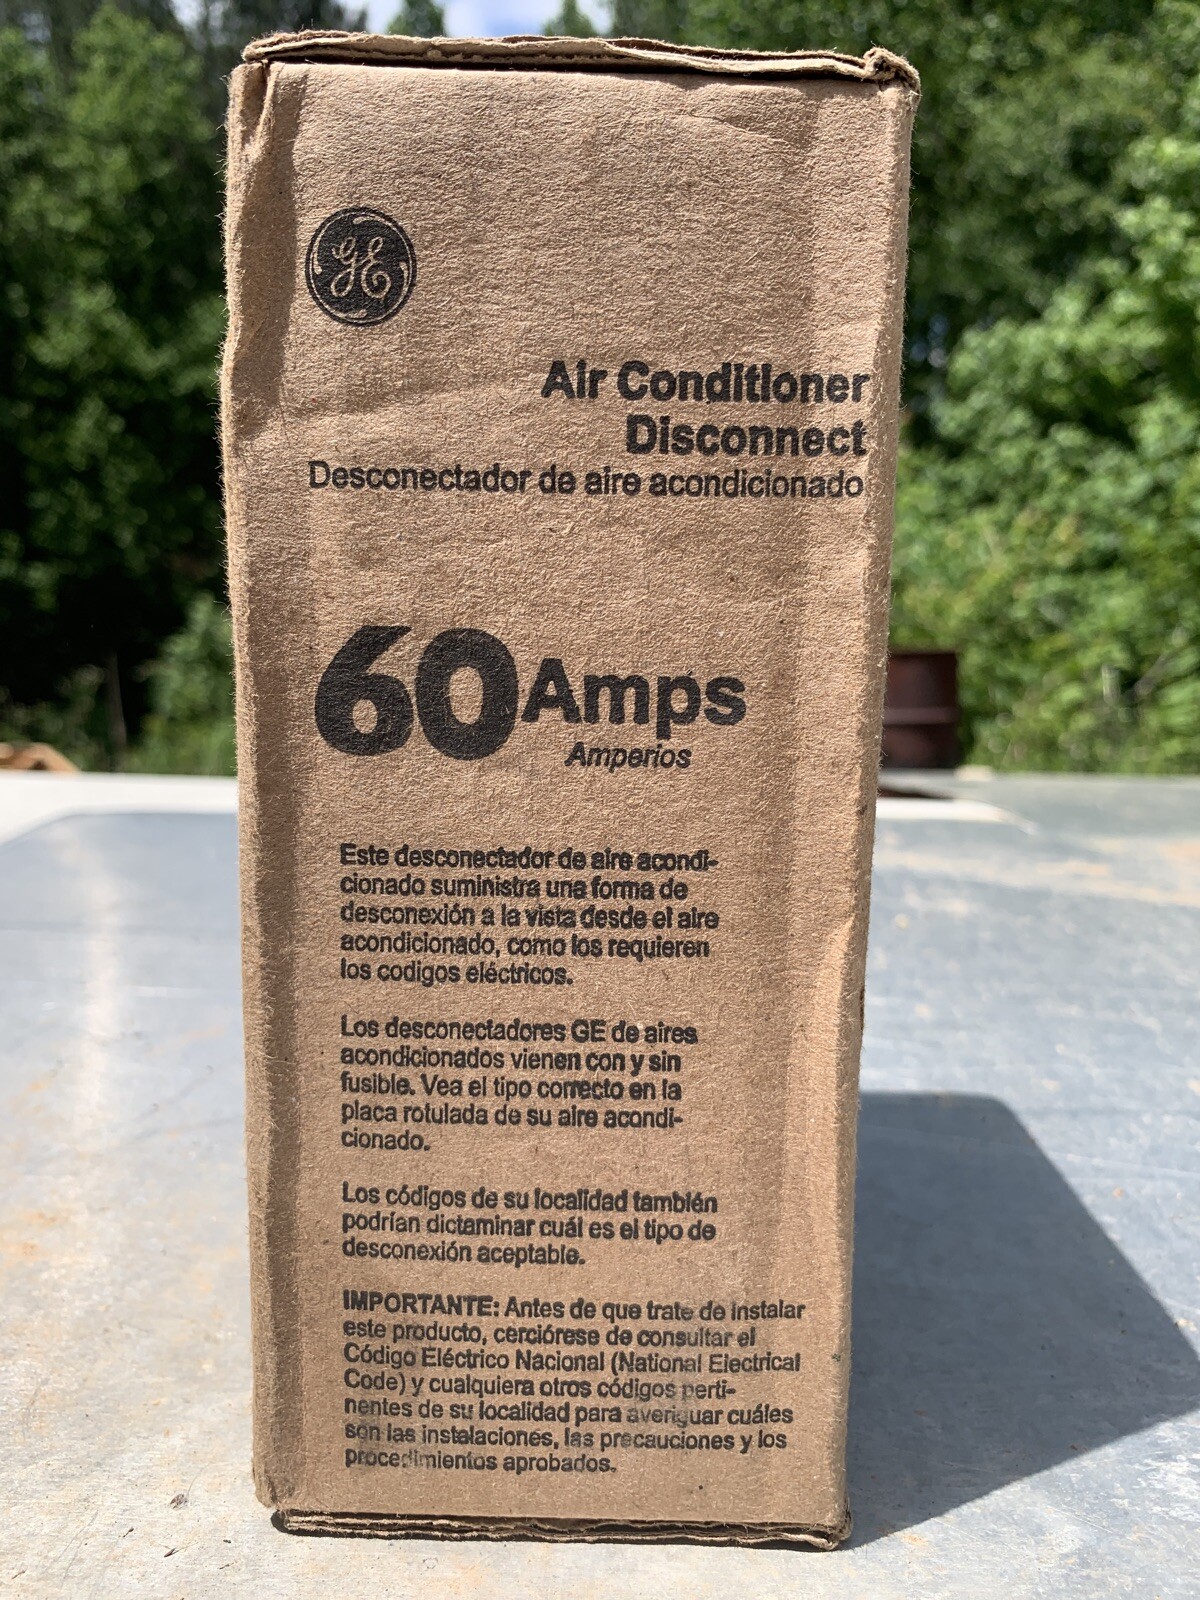 GE
Air Conditioner
Disconnect
Desconectador de aire acondicionado
60 Amps
Amperios
Este desconectador de aire acondi-
cionado suministra una forma de
desconexión a la vista desde el aire
acondicionado, como los requieren
los codigos eléctricos.
Los desconectadores GE de aires
acondicionados vienen con y sin
fusible. Vea el tipo correcto en la
placa rotulada de su aire acondi-
cionado.
Los códigos de su localidad también
podrían dictaminar cuál es el tipo de
desconexión aceptable.
IMPORTANTE: Antes de que trate de instalar
este producto, cerciórese de consultar el
Código Eléctrico Nacional (National Electrical
Code) y cualquiera otros códigos perti-
nentes de su localidad para averiguar cuáles
son las instalaciones, las precauciones y los
procedimientos aprobados.